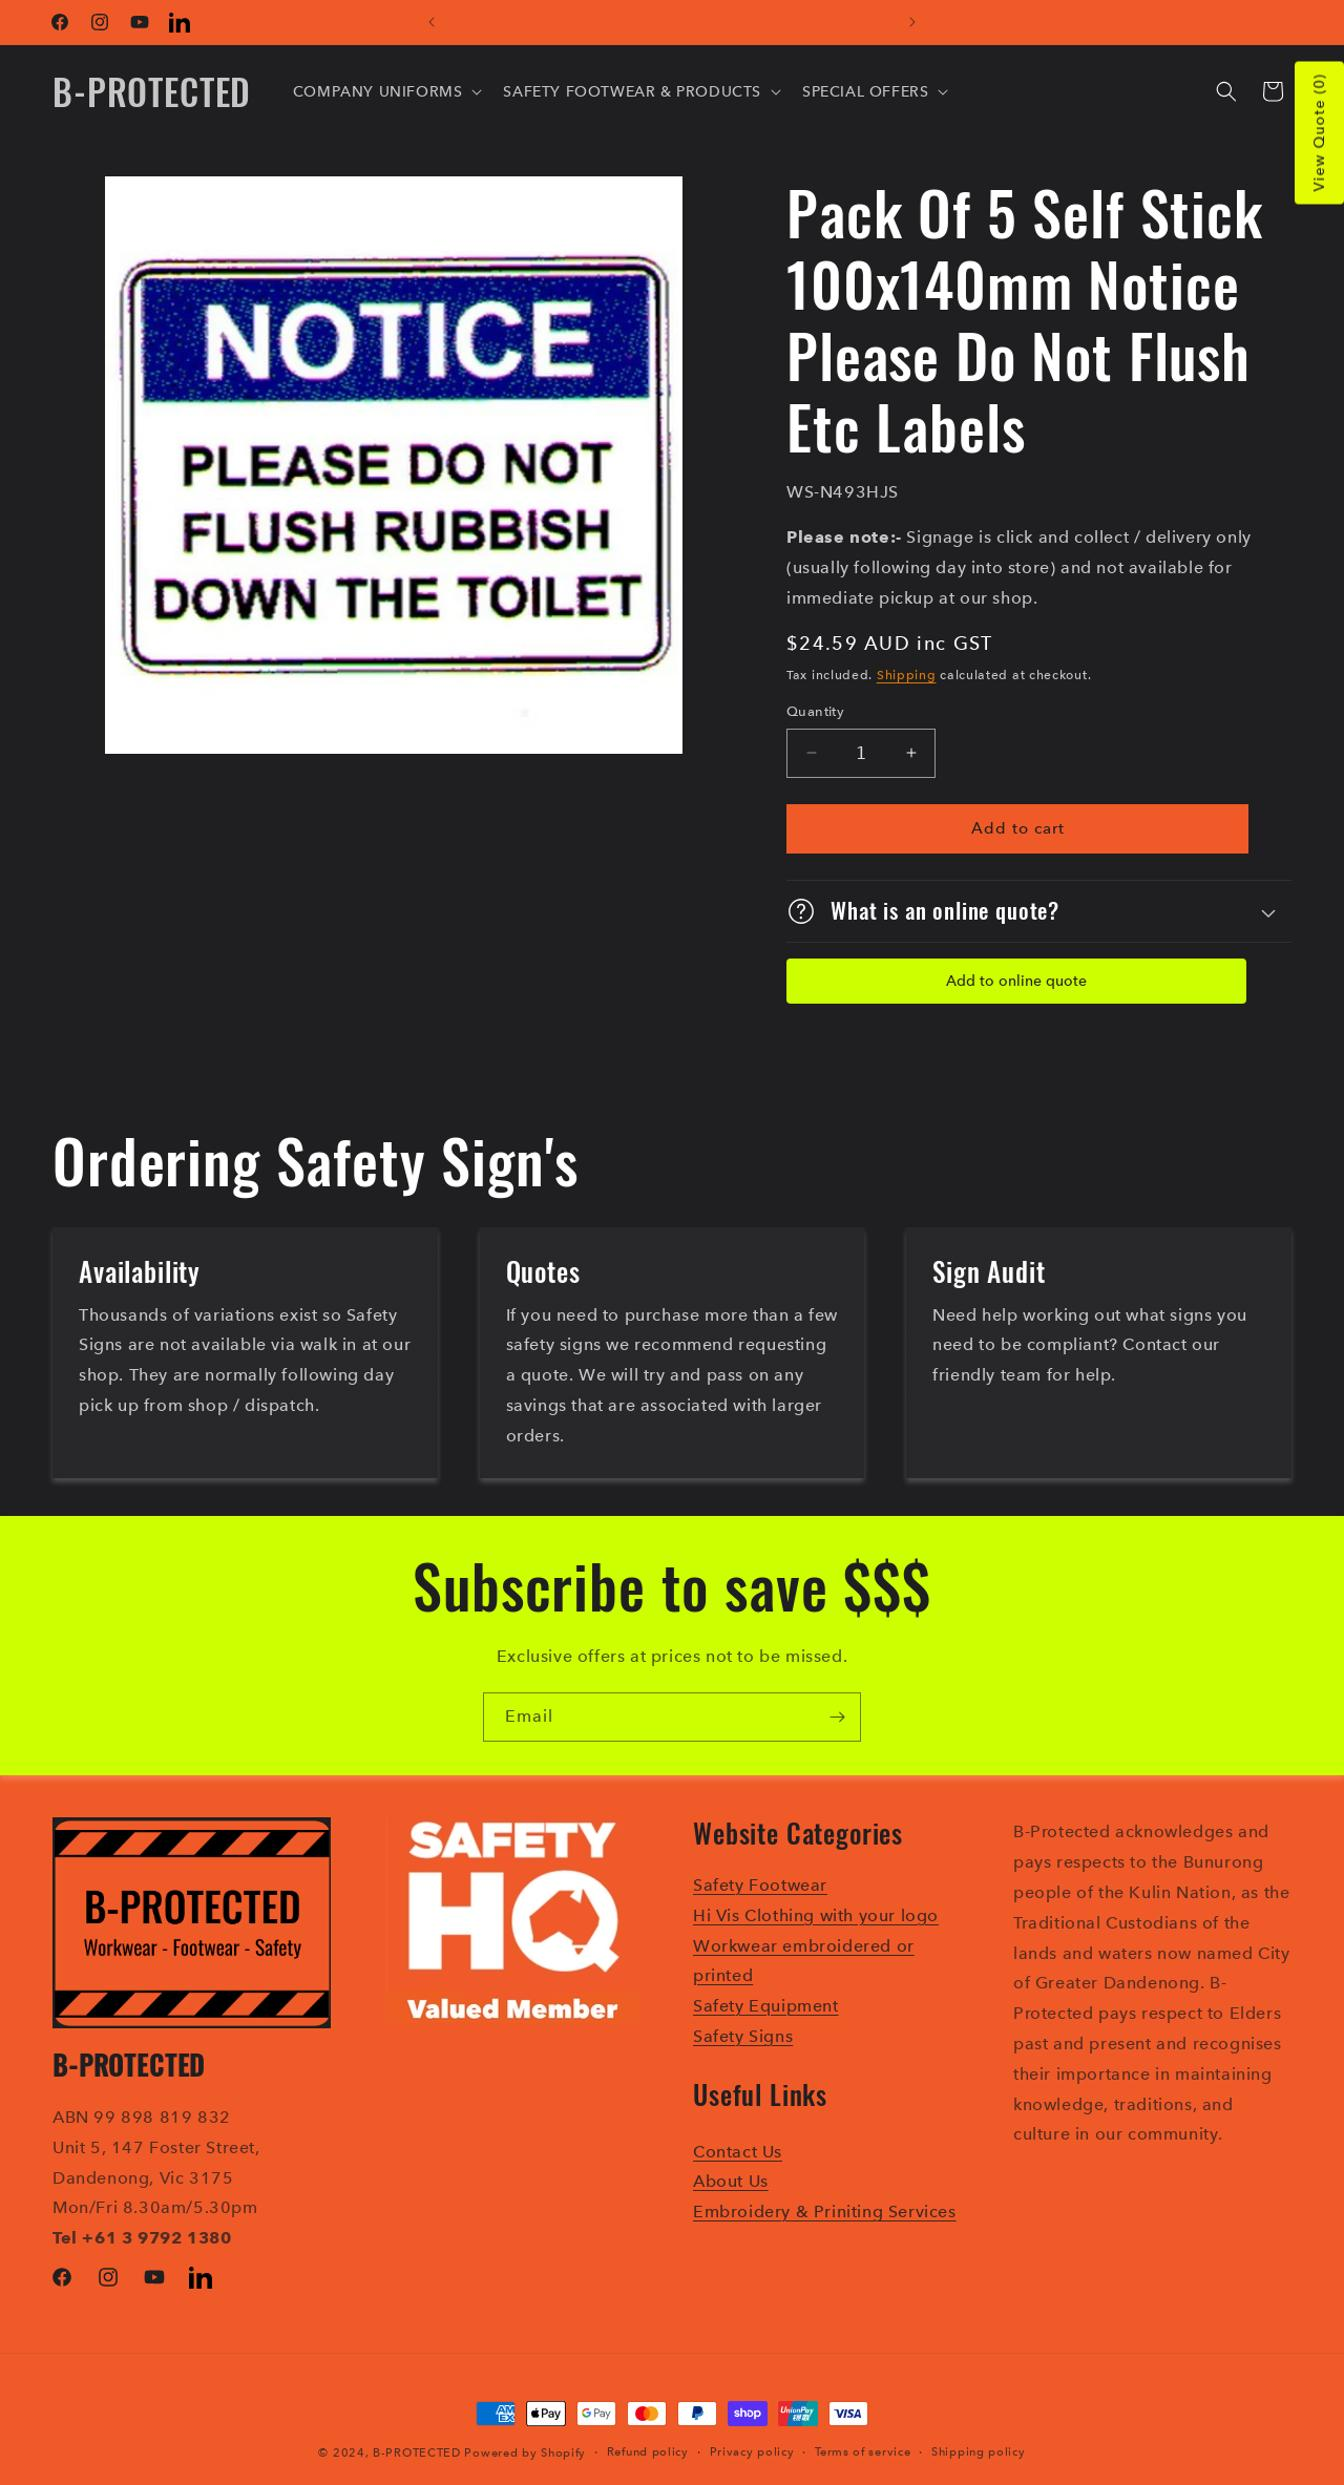 B-PROTECTED
COMPANY UNIFORMS
SAFETY FOOTWEAR & PRODUCTS
SPECIAL OFFERS
View Quote (0)
NOTICE
PLEASE DO NOT
FLUSH RUBBISH
DOWN THE TOILET
Pack Of 5 Self Stick
100x140mm Notice
Please Do Not Flush
Etc Labels
WS-N493HJS
Please note:- Signage is click and collect / delivery only
(usually following day into store) and not available for
immediate pickup at our shop.
$24.59 AUD inc GST
Tax included. Shipping calculated at checkout.
Quantity
− 1 +
Add to cart
What is an online quote?
Add to online quote
Ordering Safety Sign's
Availability
Thousands of variations exist so Safety
Signs are not available via walk in at our
shop. They are normally following day
pick up from shop / dispatch.
Quotes
If you need to purchase more than a few
safety signs we recommend requesting
a quote. We will try and pass on any
savings that are associated with larger
orders.
Sign Audit
Need help working out what signs you
need to be compliant? Contact our
friendly team for help.
Subscribe to save $$$
Exclusive offers at prices not to be missed.
Email
B-PROTECTED
Workwear - Footwear - Safety
B-PROTECTED
ABN 99 898 819 832
Unit 5, 147 Foster Street,
Dandenong, Vic 3175
Mon/Fri 8.30am/5.30pm
Tel +61 3 9792 1380
SAFETY
HQ
Valued Member
Website Categories
Safety Footwear
Hi Vis Clothing with your logo
Workwear embroidered or
printed
Safety Equipment
Safety Signs
Useful Links
Contact Us
About Us
Embroidery & Priniting Services
B-Protected acknowledges and
pays respects to the Bunurong
people of the Kulin Nation, as the
Traditional Custodians of the
lands and waters now named City
of Greater Dandenong. B-
Protected pays respect to Elders
past and present and recognises
their importance in maintaining
knowledge, traditions, and
culture in our community.
AMEX Pay G Pay shop UnionPay 银联 VISA
© 2024, B-PROTECTED Powered by Shopify · Refund policy · Privacy policy · Terms of service · Shipping policy